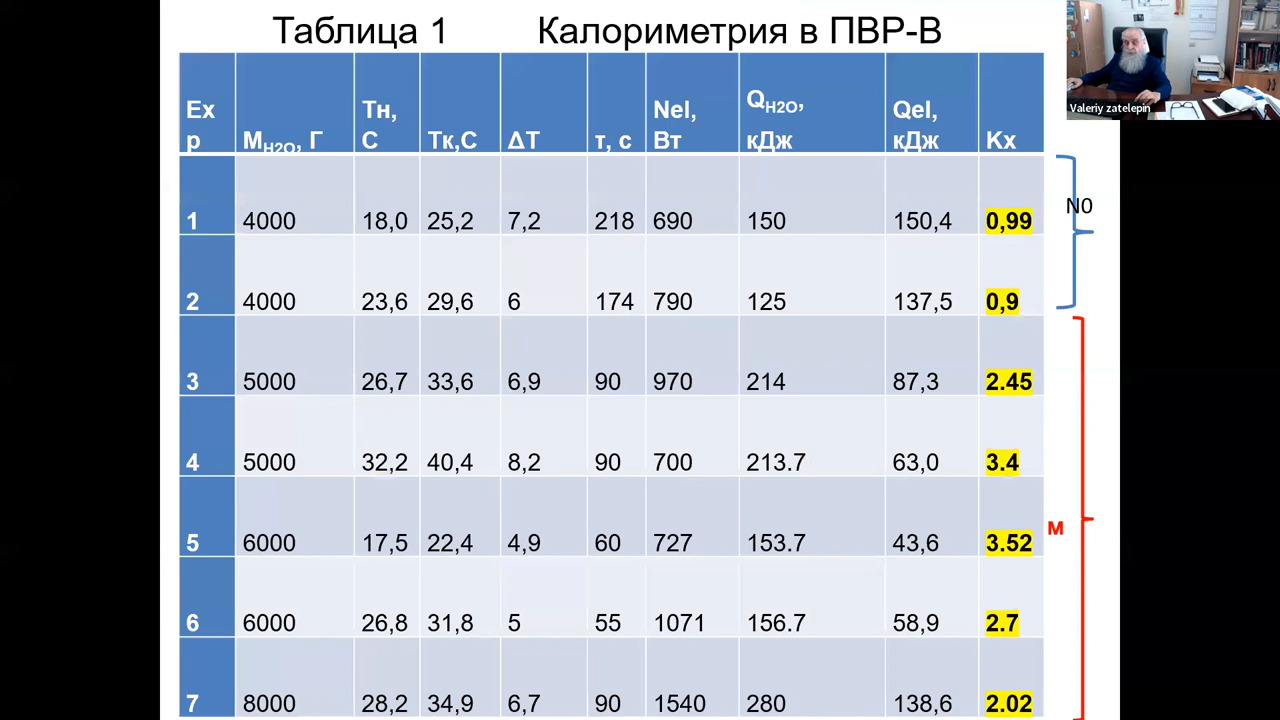 Таблица 1 Калориметрия в ПВР-В
Valeriy zatelepin
Ex
p
M H2O, Г
Tн,
С
Тк,С
ΔТ
т, с
Nel,
Вт
Q H2O,
кДж
Qel,
кДж
Kx
1 4000 18,0 25,2 7,2 218 690 150 150,4 0,99
2 4000 23,6 29,6 6 174 790 125 137,5 0,9
3 5000 26,7 33,6 6,9 90 970 214 87,3 2.45
4 5000 32,2 40,4 8,2 90 700 213.7 63,0 3.4
5 6000 17,5 22,4 4,9 60 727 153.7 43,6 3.52
6 6000 26,8 31,8 5 55 1071 156.7 58,9 2.7
7 8000 28,2 34,9 6,7 90 1540 280 138,6 2.02
N0
м